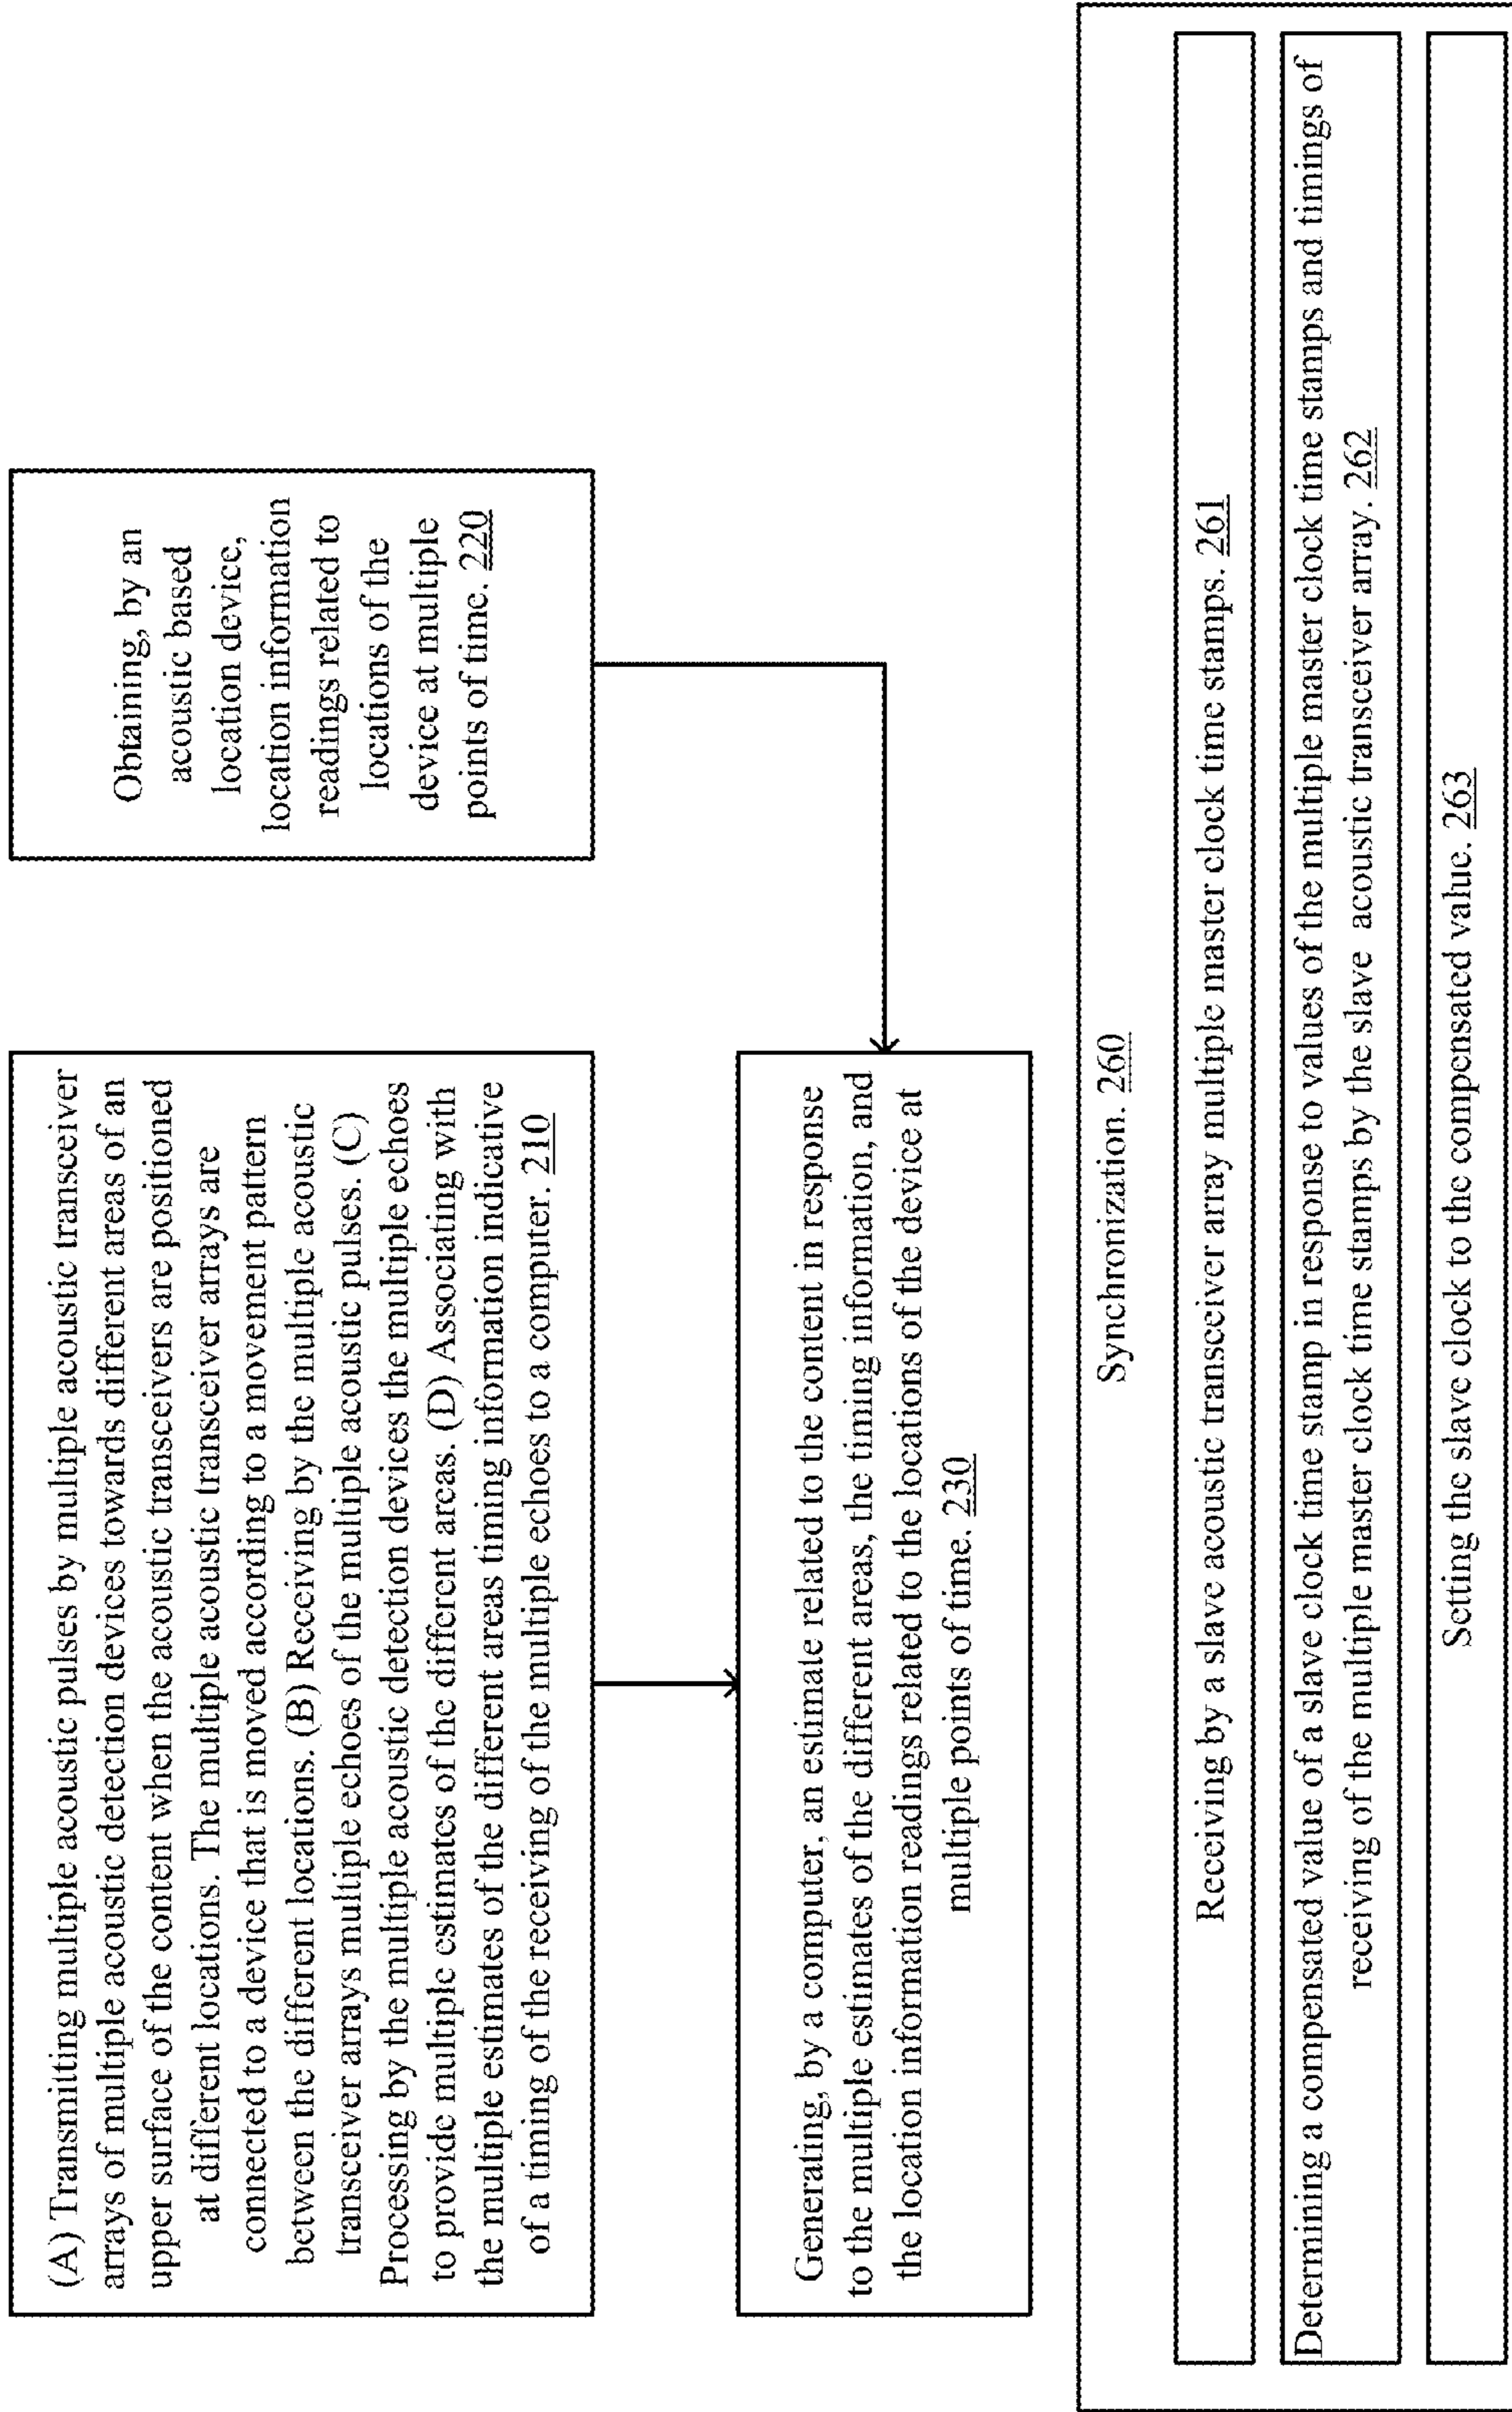 (A) Transmitting multiple acoustic pulses by multiple acoustic transceiver
arrays of multiple acoustic detection devices towards different areas of an
upper surface of the content when the acoustic transceivers are positioned
at different locations. The multiple acoustic transceiver arrays are
connected to a device that is moved according to a movement pattern
between the different locations. (B) Receiving by the multiple acoustic
transceiver arrays multiple echoes of the multiple acoustic pulses. (C)
Processing by the multiple acoustic detection devices the multiple echoes
to provide multiple estimates of the different areas. (D) Associating with
the multiple estimates of the different areas timing information indicative
of a timing of the receiving of the multiple echoes to a computer. 210
Obtaining, by an
acoustic based
location device,
location information
readings related to
locations of the
device at multiple
points of time. 220
Generating, by a computer, an estimate related to the content in response
to the multiple estimates of the different areas, the timing information, and
the location information readings related to the locations of the device at
multiple points of time. 230
Synchronization. 260
Receiving by a slave acoustic transceiver array multiple master clock time stamps. 261
Determining a compensated value of a slave clock time stamp in response to values of the multiple master clock time stamps and timings of
receiving of the multiple master clock time stamps by the slave acoustic transceiver array. 262
Setting the slave clock to the compensated value. 263